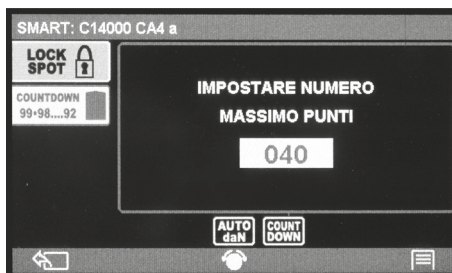 SMART: C14000 CA4 a
LOCK
SPOT
COUNTDOWN
99•98....92
IMPOSTARE NUMERO
MASSIMO PUNTI
040
AUTO
daN
COUNT
DOWN